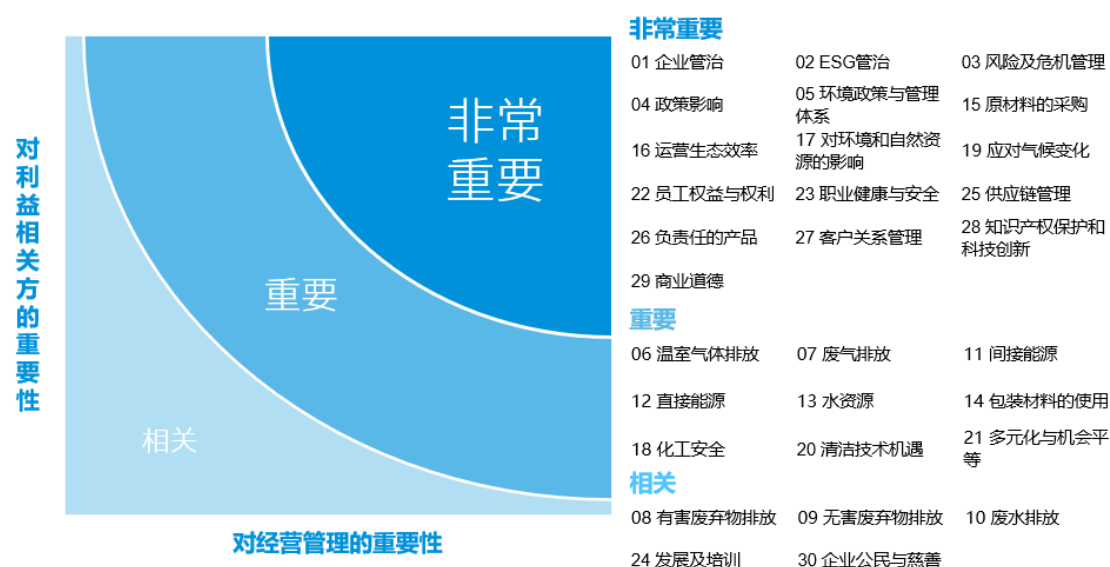 对利益相关方的重要性
非常
重要
重要
相关
对经营管理的重要性
非常重要
01 企业管治
02 ESG管治
03 风险及危机管理
04 政策影响
05 环境政策与管理
体系
15 原材料的采购
16 运营生态效率
17 对环境和自然资
源的影响
19 应对气候变化
22 员工权益与权利
23 职业健康与安全
25 供应链管理
26 负责任的产品
27 客户关系管理
28 知识产权保护和
科技创新
29 商业道德
重要
06 温室气体排放
07 废气排放
11 间接能源
12 直接能源
13 水资源
14 包装材料的使用
18 化工安全
20 清洁技术机遇
21 多元化与机会平
等
相关
08 有害废弃物排放
09 无害废弃物排放
10 废水排放
24 发展及培训
30 企业公民与慈善